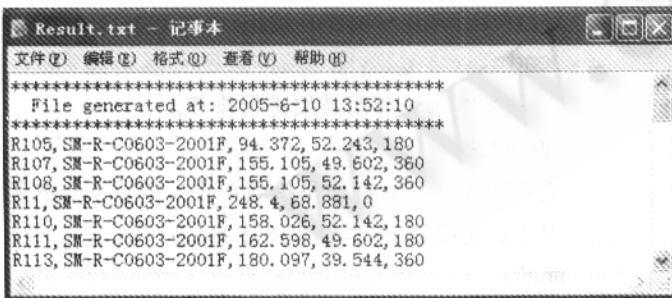 Result.txt - 记事本
文件(F) 编辑(E) 格式(O) 查看(V) 帮助(H)
******************************************
File generated at: 2005-6-10 13:52:10
******************************************
R105,SM-R-C0603-2001F,94.372,52.243,180
R107,SM-R-C0603-2001F,155.105,49.602,360
R108,SM-R-C0603-2001F,155.105,52.142,360
R11,SM-R-C0603-2001F,248.4,68.881,0
R110,SM-R-C0603-2001F,158.026,52.142,180
R111,SM-R-C0603-2001F,162.598,49.602,180
R113,SM-R-C0603-2001F,180.097,39.544,360